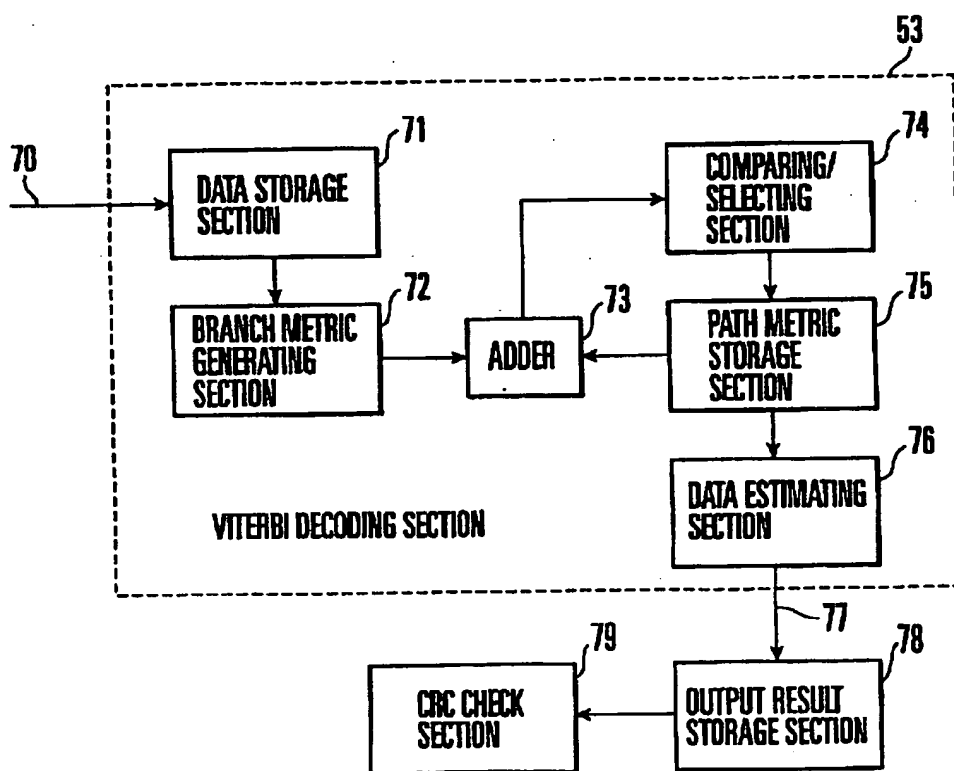 53
70
71
DATA STORAGE
SECTION
74
COMPARING/
SELECTING
SECTION
72
BRANCH METRIC
GENERATING
SECTION
73
ADDER
75
PATH METRIC
STORAGE
SECTION
76
DATA ESTIMATING
SECTION
VITERBI DECODING SECTION
77
79
CRC CHECK
SECTION
78
OUTPUT RESULT
STORAGE SECTION